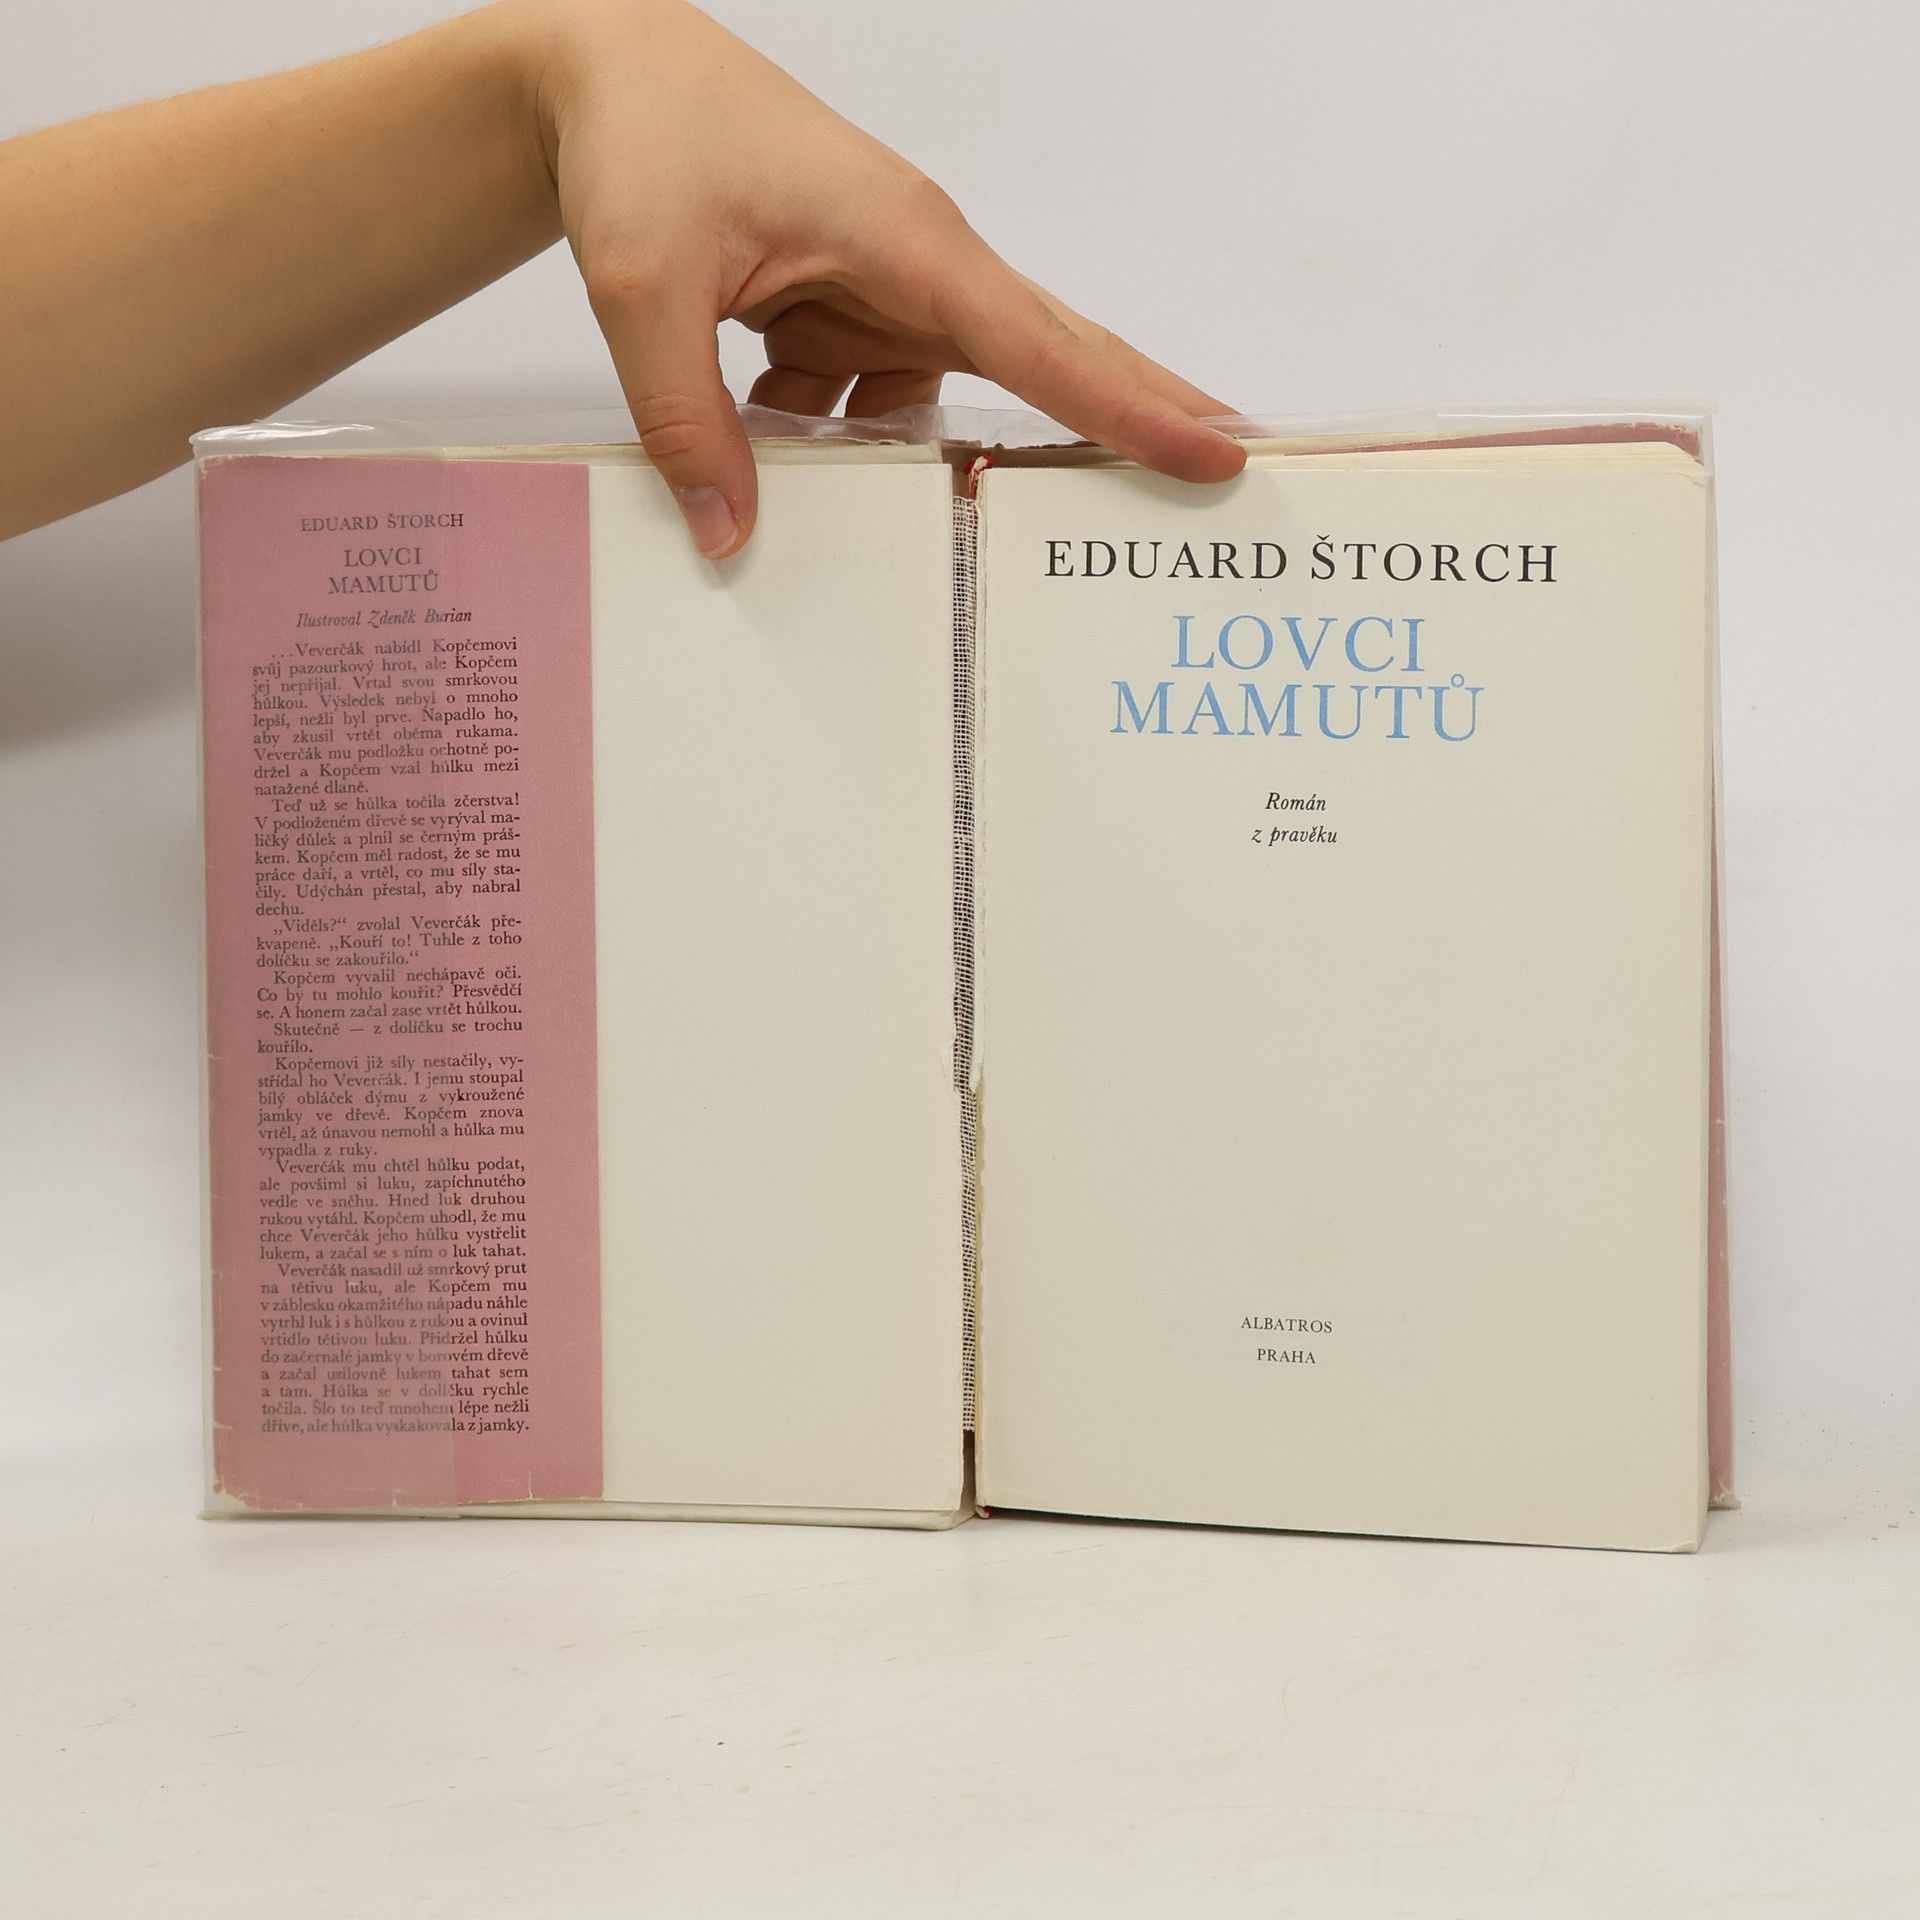 EDUARD ŠTORCH
LOVCI
MAMUTŮ
Ilustroval Zdeněk Burian
...Veverčák nabídl Kopčemovi
svůj pazourkový hrot, ale Kopčem
jej nepřijal. Vrtal svou smrkovou
hůlkou. Výsledek nebyl o mnoho
lepší, nežli byl prve. Napadlo ho,
aby zkusil vrtět oběma rukama.
Veverčák mu podložku ochotně po-
držel a Kopčem vzal hůlku mezi
natažené dlaně.
Teď už se hůlka točila zčerstva!
V podloženém dřevě se vyrýval ma-
ličký důlek a plnil se černým práš-
kem. Kopčem měl radost, že se mu
práce daří, a vrtěl, co mu síly sta-
čily. Udýchán přestal, aby nabral
dechu.
„Viděls?“ zvolal Veverčák pře-
kvapeně. „Kouří to! Tuhle z toho
dolíčku se zakouřilo.“
Kopčem vyvalil nechápavě oči.
Co by tu mohlo kouřit? Přesvědčí
se. A honem začal zase vrtět hůlkou.
Skutečně — z dolíčku se trochu
kouřilo.
Kopčemovi již síly nestačily, vy-
střídal ho Veverčák. I jemu stoupal
bílý obláček dýmu z vykroužené
jamky ve dřevě. Kopčem znova
vrtěl, až únavou nemohl a hůlka mu
vypadla z ruky.
Veverčák mu chtěl hůlku podat,
ale povšiml si luku, zapíchnutého
vedle ve sněhu. Hned luk druhou
rukou vytáhl. Kopčem uhodl, že mu
chce Veverčák jeho hůlku vystřelit
lukem, a začal se s ním o luk tahat.
Veverčák nasadil už smrkový prut
na tětivu luku, ale Kopčem mu
v záblesku okamžitého nápadu náhle
vytrhl luk i s hůlkou z rukou a ovinul
vrtidlo tětivou luku. Přidržel hůlku
do začernalé jamky v borovém dřevě
a začal usilovně lukem tahat sem
a tam. Hůlka se v dolíčku rychle
točila. Šlo to teď mnohem lépe nežli
dříve, ale hůlka vyskakovala z jamky.
EDUARD ŠTORCH
LOVCI
MAMUTŮ
Román
z pravěku
ALBATROS
PRAHA